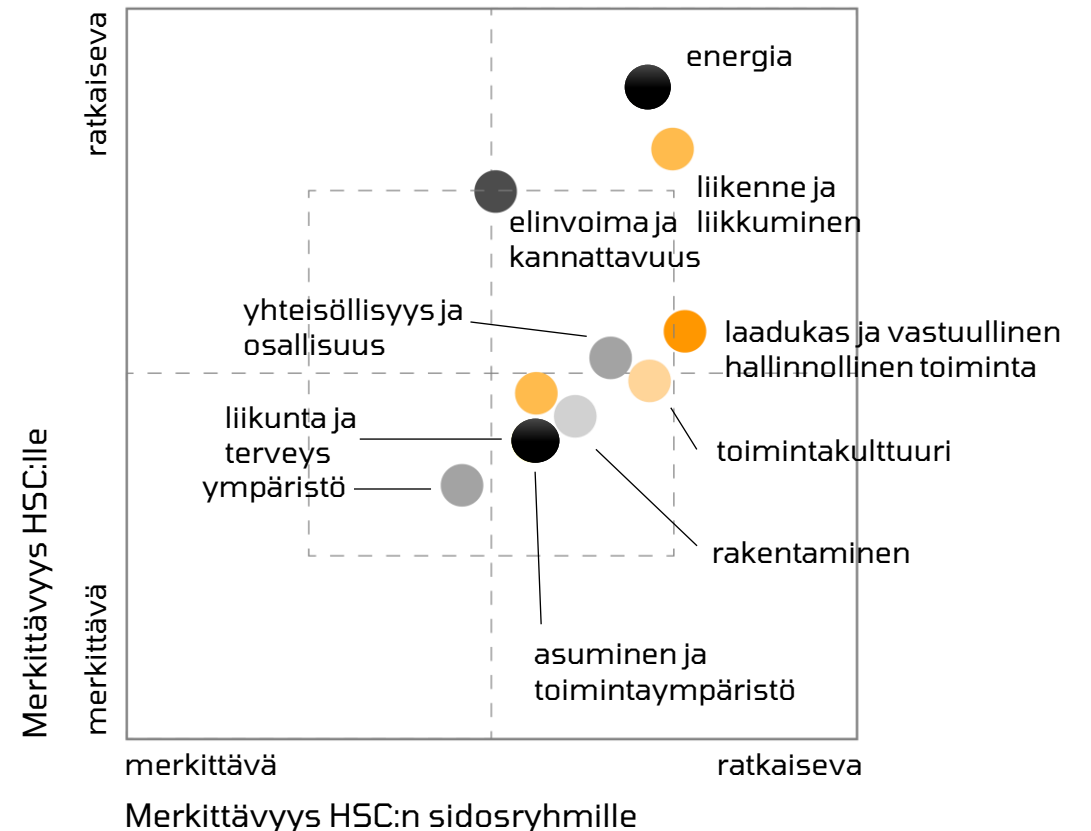 ratkaiseva
energia
liikenne ja
liikkuminen
elinvoima ja
kannattavuus
yhteisöllisyys ja
osallisuus
laadukas ja vastuullinen
hallinnollinen toiminta
liikunta ja
terveys
ympäristö
toimintakulttuuri
rakentaminen
asuminen ja
toimintaympäristö
Merkittävyys HSC:lle
merkittävä
merkittävä
ratkaiseva
Merkittävyys HSC:n sidosryhmille